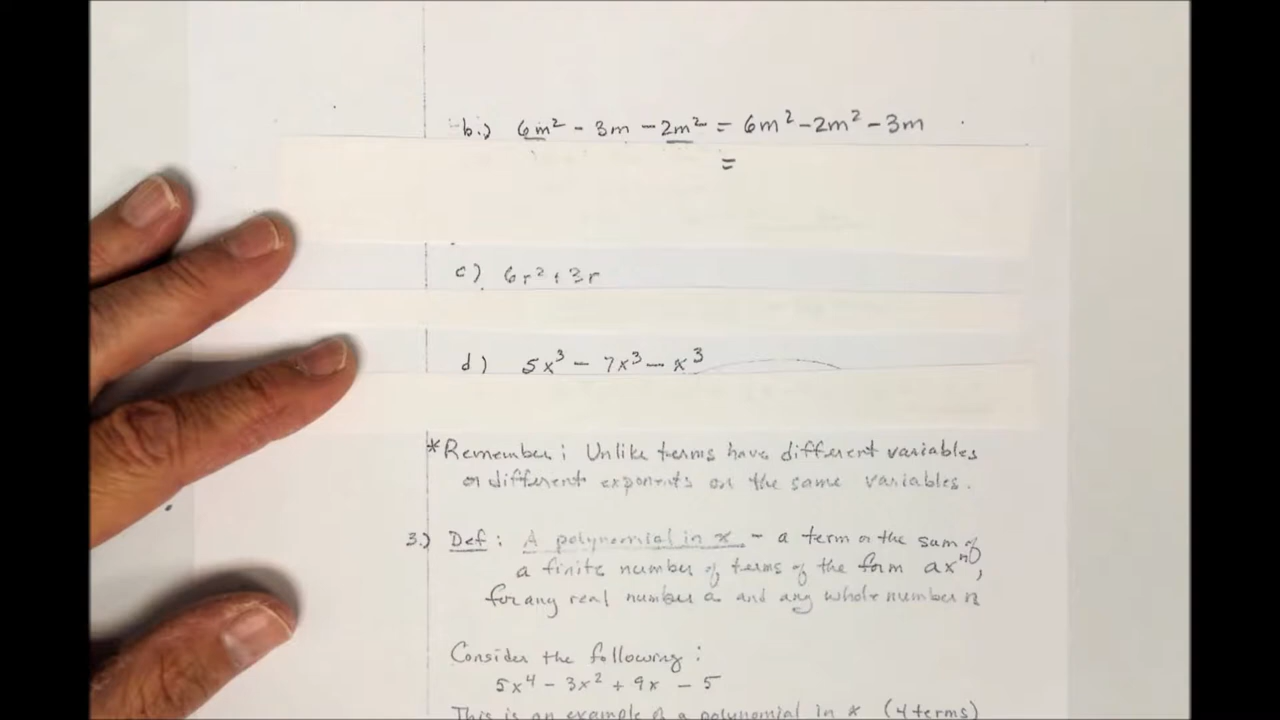 b.) 6m² - 3m - 2m² = 6m² - 2m² - 3m
=
c) 6r² + 3r
d) 5x³ - 7x³ - x³
*Remember: Unlike terms have different variables
or different exponents on the same variables.
3.) Def: A polynomial in x - a term or the sum of
a finite number of terms of the form axⁿ,
for any real number a and any whole number n
Consider the following:
5x⁴ - 3x² + 9x - 5
This is an example of a polynomial in x (4 terms)